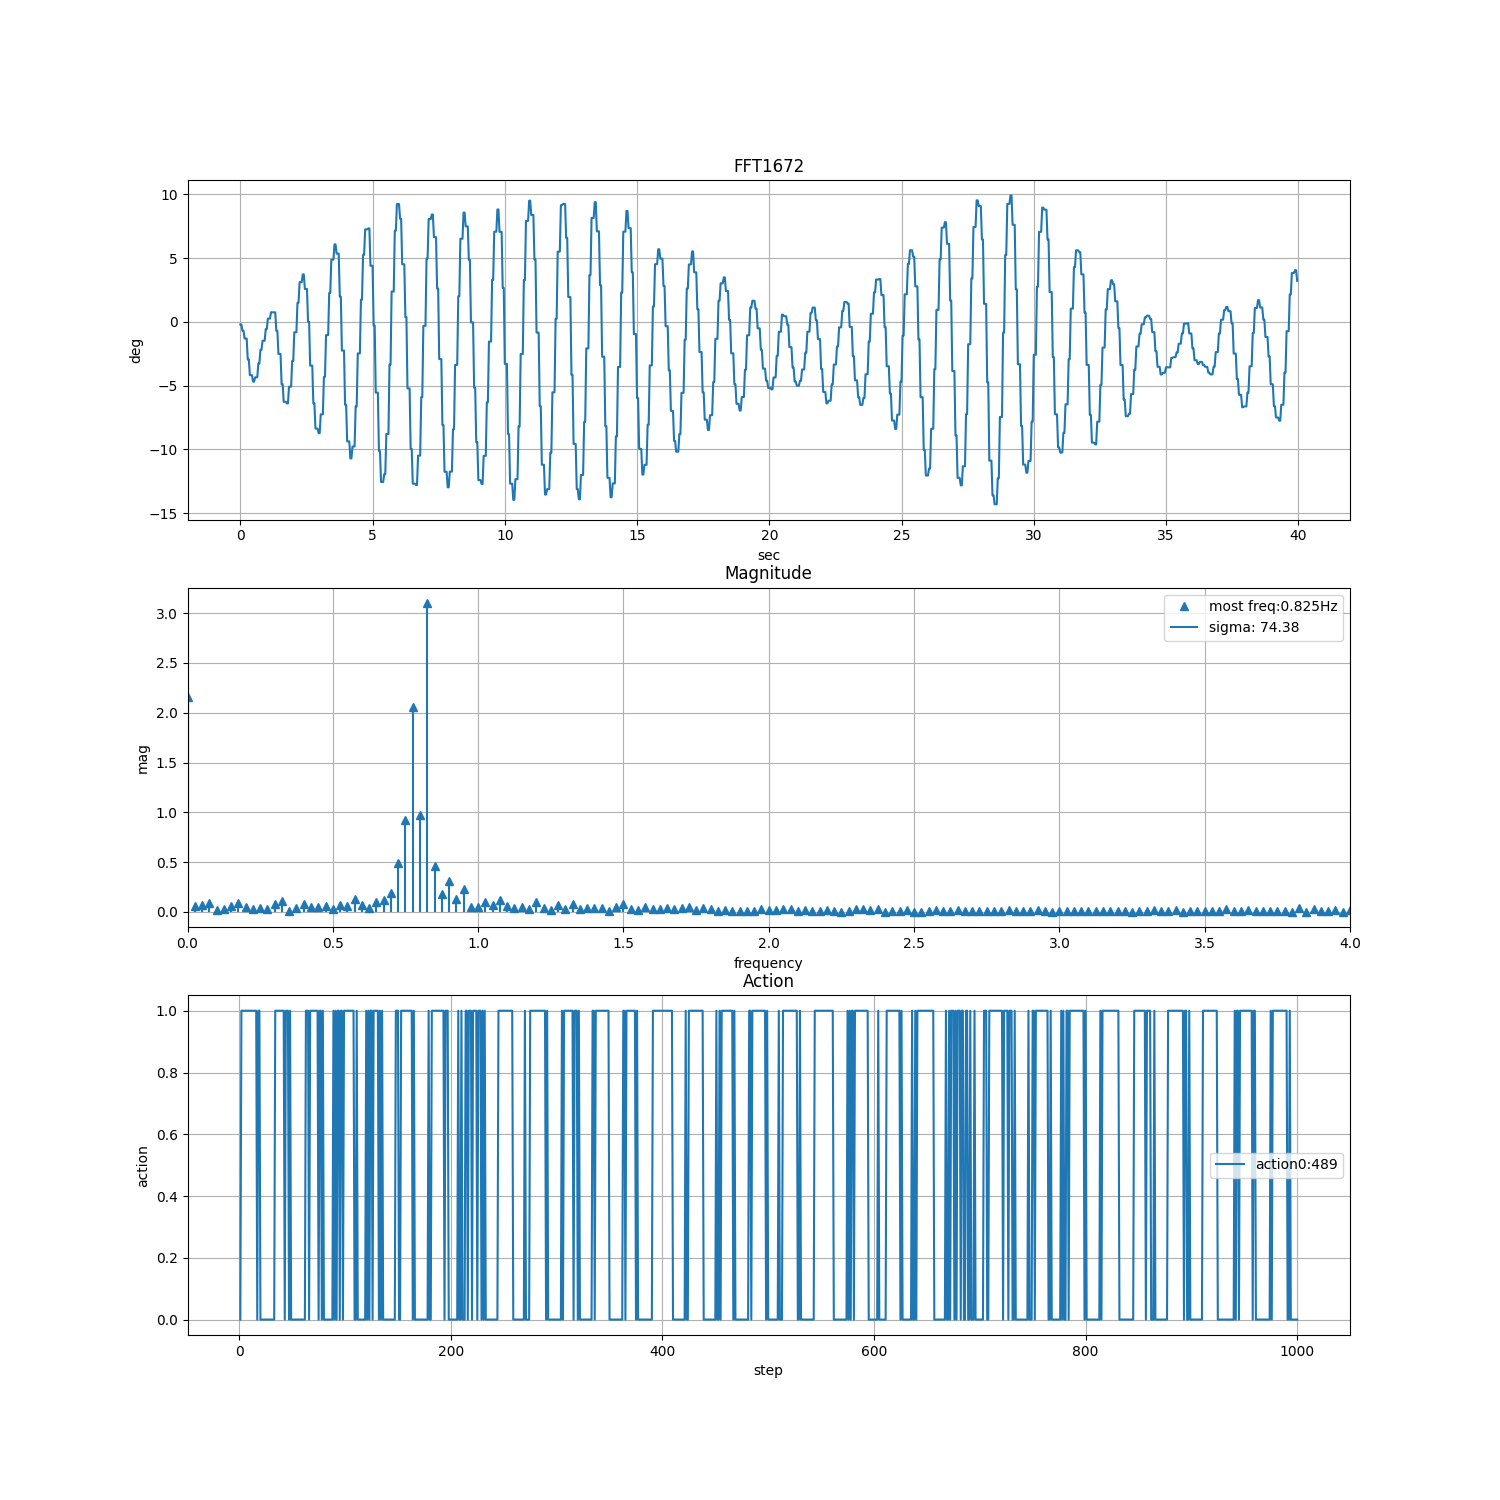 FFT1672
10
5
0
−5
−10
−15
deg
0 5 10 15 20 25 30 35 40
sec
Magnitude
most freq:0.825Hz
sigma: 74.38
3.0
2.5
2.0
1.5
1.0
0.5
0.0
mag
0.0 0.5 1.0 1.5 2.0 2.5 3.0 3.5 4.0
frequency
Action
1.0
0.8
0.6
0.4
0.2
0.0
action
action0:489
0 200 400 600 800 1000
step